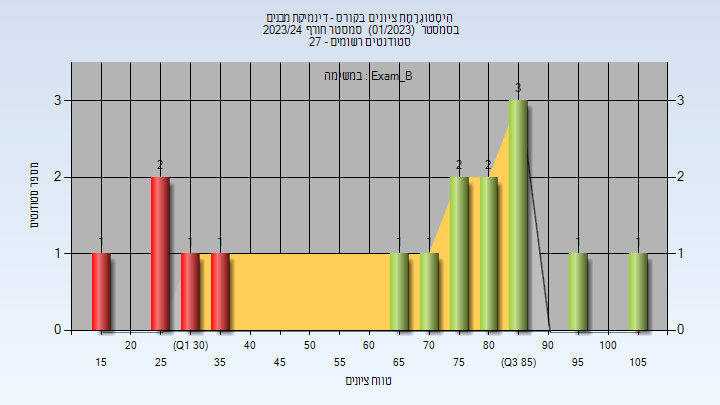 הִיסְטוֹגְרָמַת ציונים בקורס - דינמיקת מבנים
בסמסטר (01/2023) סמסטר חורף 2023/24
סטודנטים רשומים - 27
במשימה : Exam_B
מספר סטודנטים
3 3
2 2
1 1
0 0
1 2 1 1 1 1 2 2 3 1 1
20 (Q1 30) 40 50 60 70 80 90 100
15 25 35 45 55 65 75 (Q3 85) 95 105
טווח ציונים